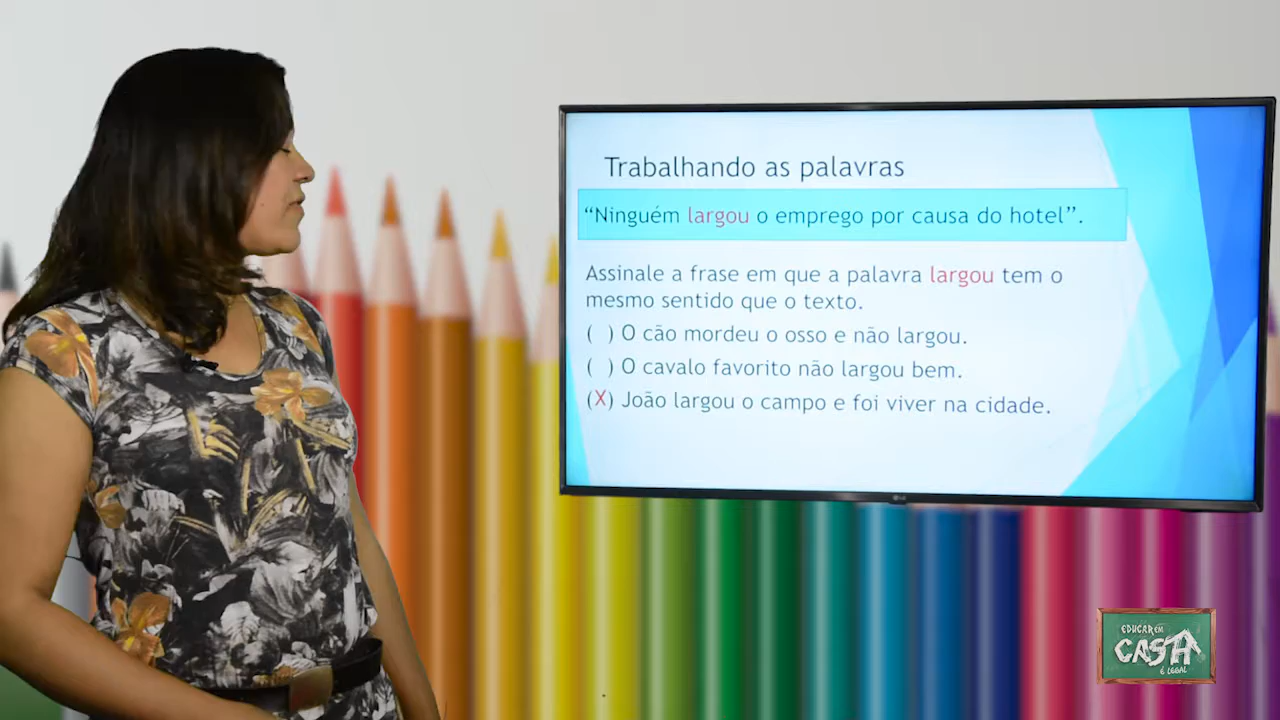 Trabalhando as palavras
“Ninguém largou o emprego por causa do hotel”.
Assinale a frase em que a palavra largou tem o
mesmo sentido que o texto.
( ) O cão mordeu o osso e não largou.
( ) O cavalo favorito não largou bem.
(X) João largou o campo e foi viver na cidade.
LG
EDUCAR EM
CASA
É LEGAL